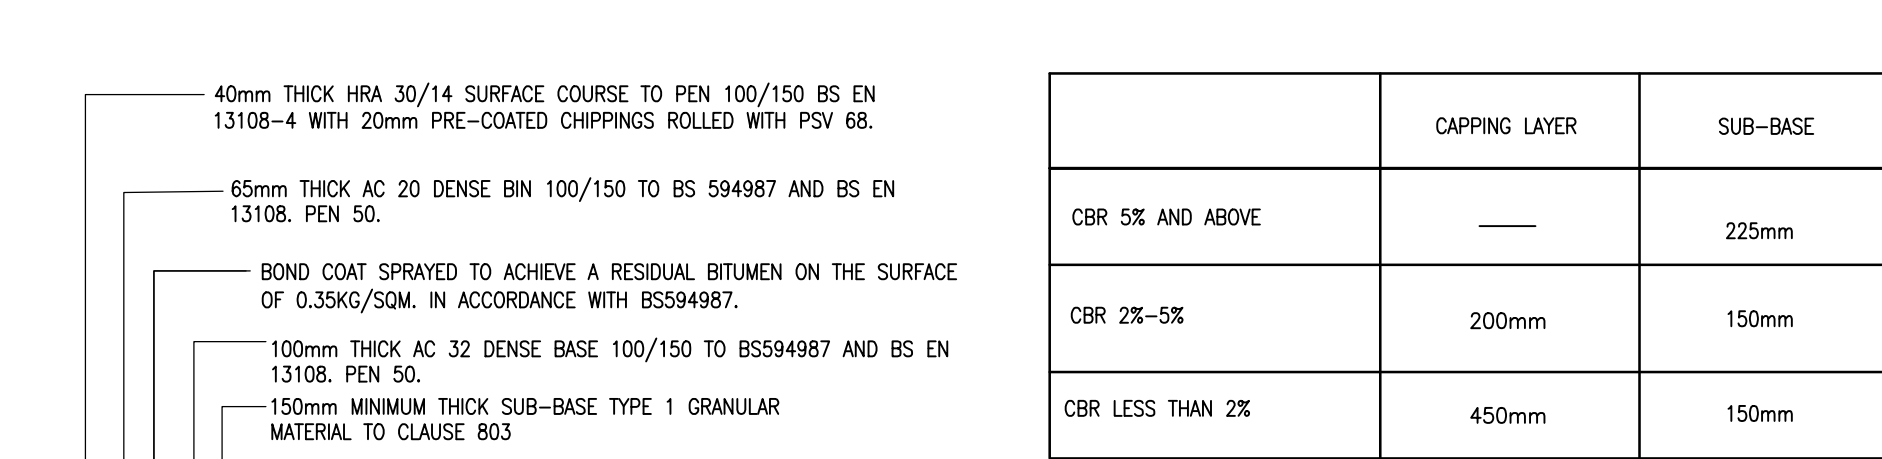 40mm THICK HRA 30/14 SURFACE COURSE TO PEN 100/150 BS EN
13108-4 WITH 20mm PRE-COATED CHIPPINGS ROLLED WITH PSV 68.
65mm THICK AC 20 DENSE BIN 100/150 TO BS 594987 AND BS EN
13108. PEN 50.
BOND COAT SPRAYED TO ACHIEVE A RESIDUAL BITUMEN ON THE SURFACE
OF 0.35KG/SQM. IN ACCORDANCE WITH BS594987.
100mm THICK AC 32 DENSE BASE 100/150 TO BS594987 AND BS EN
13108. PEN 50.
150mm MINIMUM THICK SUB-BASE TYPE 1 GRANULAR
MATERIAL TO CLAUSE 803
CAPPING LAYER SUB-BASE
CBR 5% AND ABOVE —— 225mm
CBR 2%-5% 200mm 150mm
CBR LESS THAN 2% 450mm 150mm